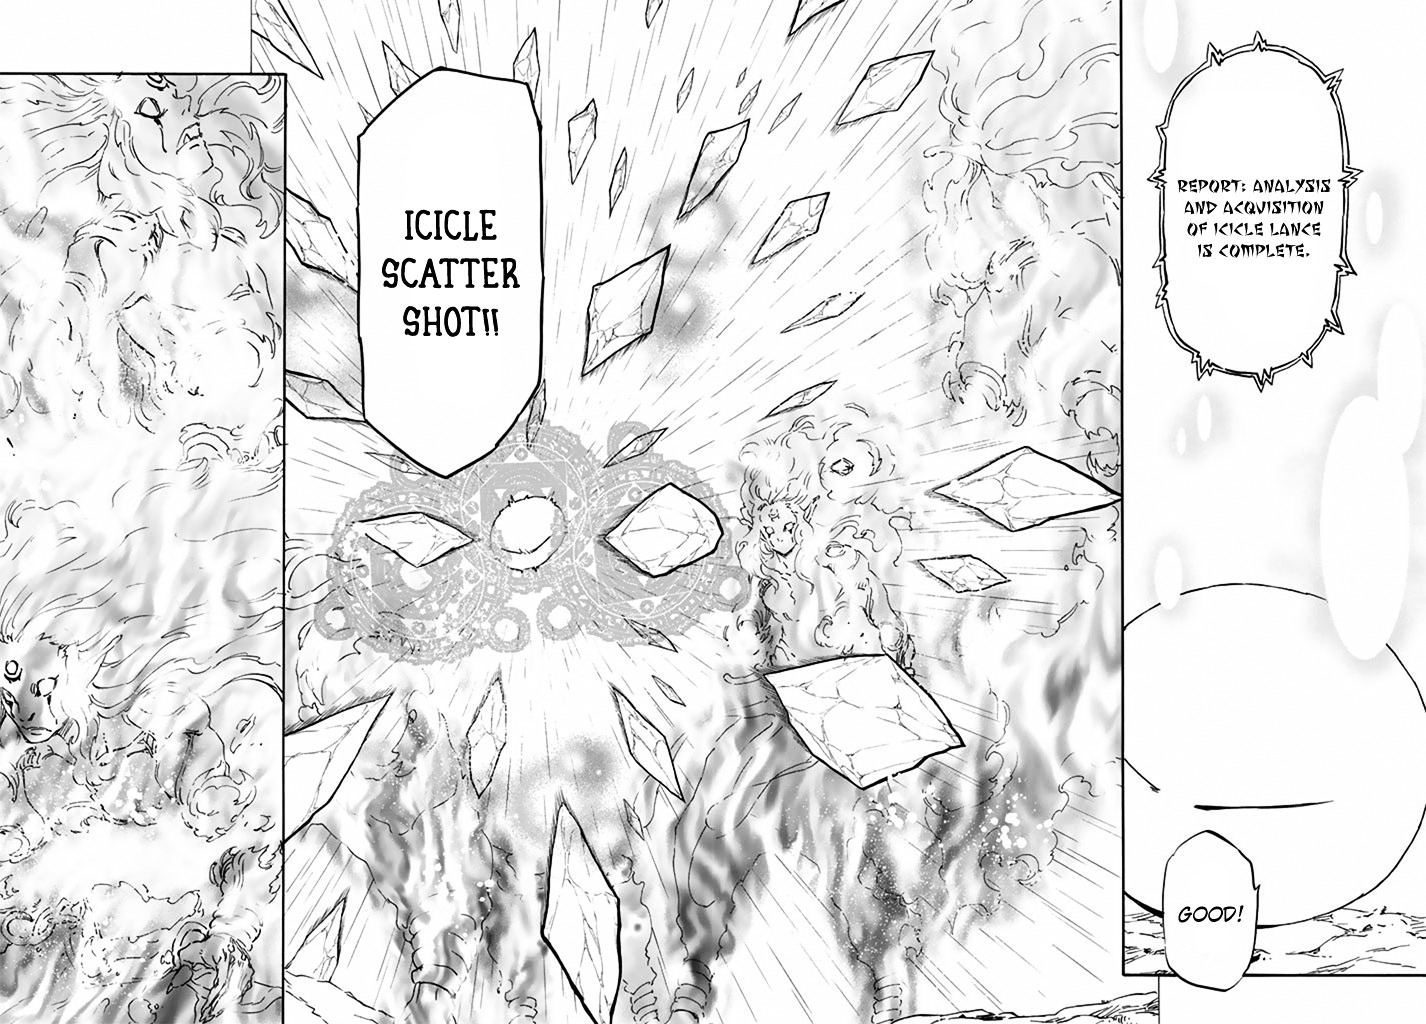 REPORT: ANALYSIS
AND ACQUISITION
OF ICICLE LANCE
IS COMPLETE.
GOOD!
ICICLE
SCATTER
SHOT!!